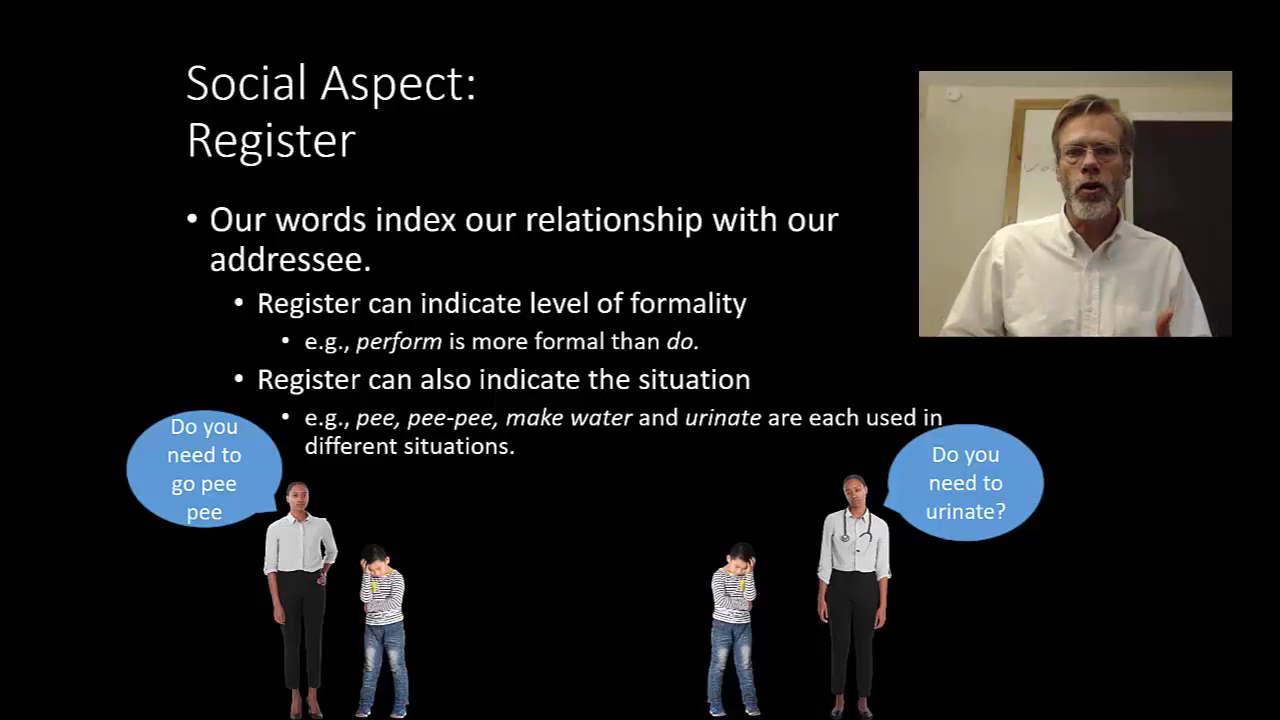 Social Aspect:
Register
• Our words index our relationship with our
addressee.
• Register can indicate level of formality
• e.g., perform is more formal than do.
• Register can also indicate the situation
• e.g., pee, pee-pee, make water and urinate are each used in
different situations.
Do you
need to
go pee
pee
Do you
need to
urinate?